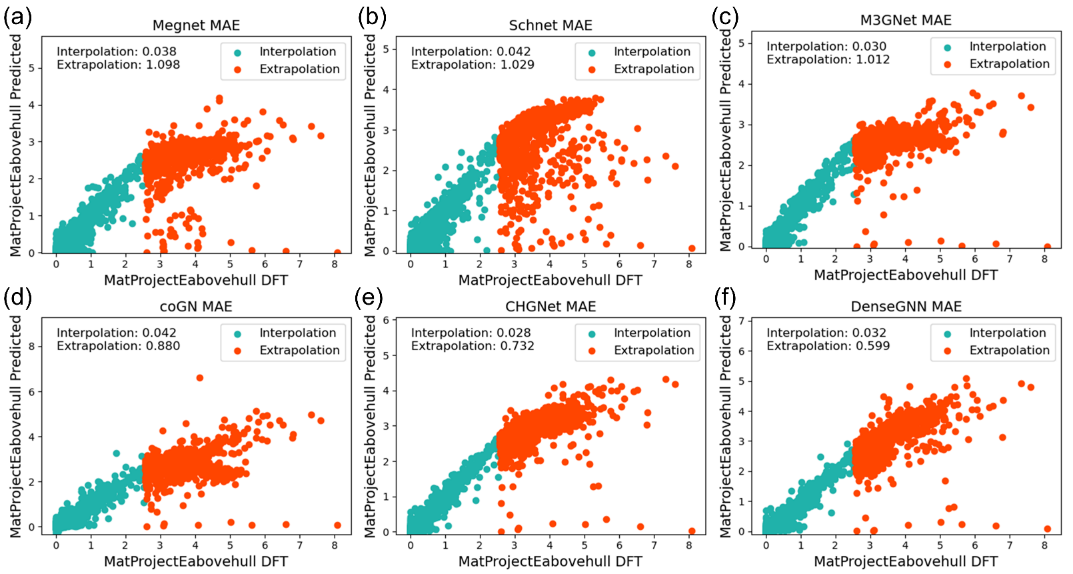 (a)
Megnet MAE
Interpolation: 0.038
Extrapolation: 1.098
Interpolation
Extrapolation
MatProjectEabovehull Predicted
5
4
3
2
1
0
0 1 2 3 4 5 6 7 8
MatProjectEabovehull DFT
(b)
Schnet MAE
Interpolation: 0.042
Extrapolation: 1.029
Interpolation
Extrapolation
MatProjectEabovehull Predicted
5
4
3
2
1
0
0 1 2 3 4 5 6 7 8
MatProjectEabovehull DFT
(c)
M3GNet MAE
Interpolation: 0.030
Extrapolation: 1.012
Interpolation
Extrapolation
MatProjectEabovehull Predicted
5
4
3
2
1
0
0 1 2 3 4 5 6 7 8
MatProjectEabovehull DFT
(d)
coGN MAE
Interpolation: 0.042
Extrapolation: 0.880
Interpolation
Extrapolation
MatProjectEabovehull Predicted
8
6
4
2
0
0 1 2 3 4 5 6 7 8
MatProjectEabovehull DFT
(e)
CHGNet MAE
Interpolation: 0.028
Extrapolation: 0.732
Interpolation
Extrapolation
MatProjectEabovehull Predicted
6
5
4
3
2
1
0
0 1 2 3 4 5 6 7 8
MatProjectEabovehull DFT
(f)
DenseGNN MAE
Interpolation: 0.032
Extrapolation: 0.599
Interpolation
Extrapolation
MatProjectEabovehull Predicted
7
6
5
4
3
2
1
0
0 1 2 3 4 5 6 7 8
MatProjectEabovehull DFT